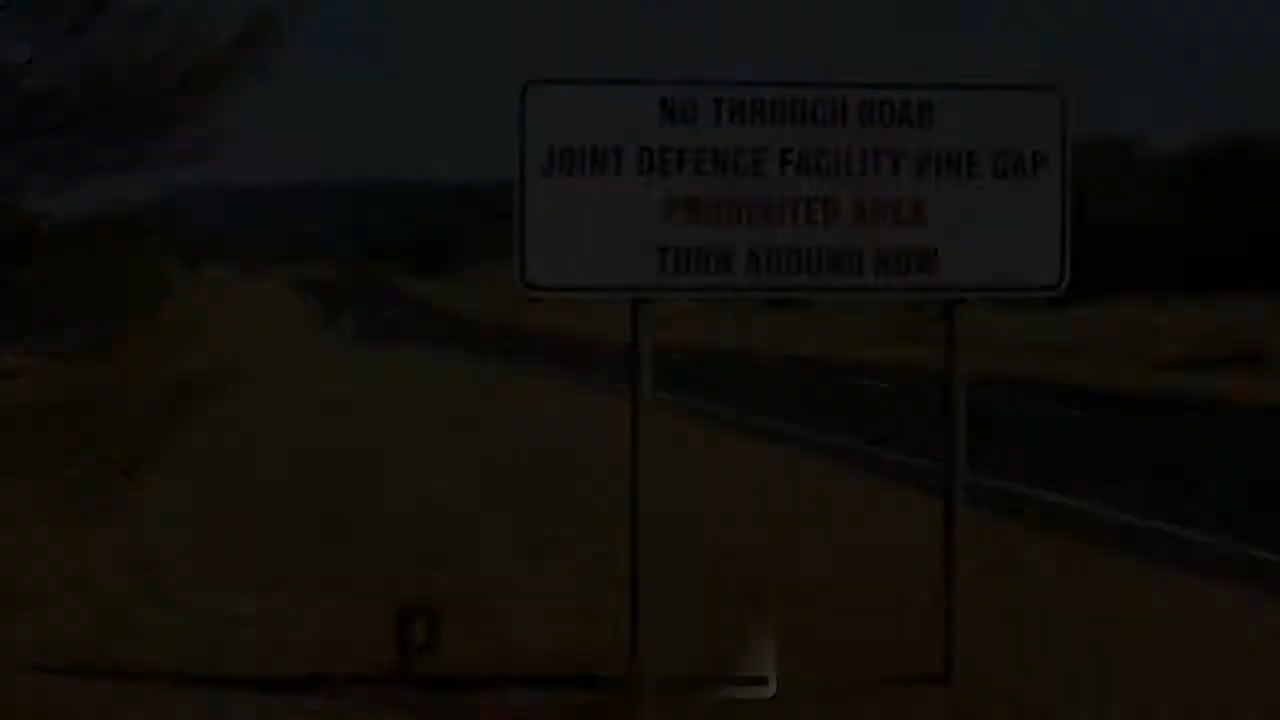 NO THROUGH ROAD
JOINT DEFENCE FACILITY PINE GAP
PROHIBITED AREA
TURN AROUND NOW